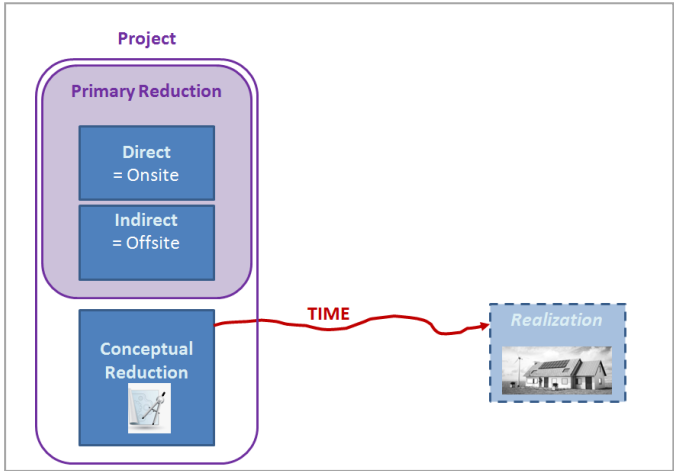 Project
Primary Reduction
Direct
= Onsite
Indirect
= Offsite
TIME
Realization
Conceptual
Reduction